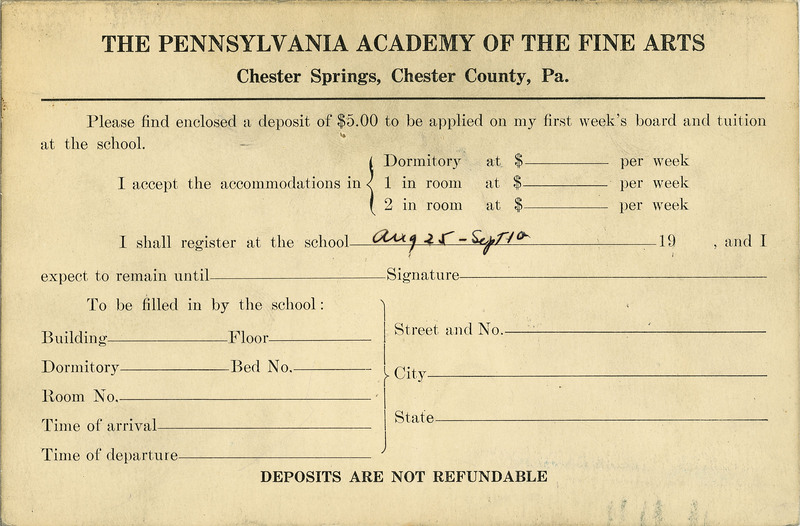 THE PENNSYLVANIA ACADEMY OF THE FINE ARTS
Chester Springs, Chester County, Pa.
Please find enclosed a deposit of $5.00 to be applied on my first week's board and tuition
at the school.
I accept the accommodations in
Dormitory at $ per week
1 in room at $ per week
2 in room at $ per week
I shall register at the school Aug 25 - Sept 10 19 , and I
expect to remain until Signature
To be filled in by the school:
Building Floor
Dormitory Bed No.
Room No.
Time of arrival
Time of departure
Street and No.
City
State
DEPOSITS ARE NOT REFUNDABLE